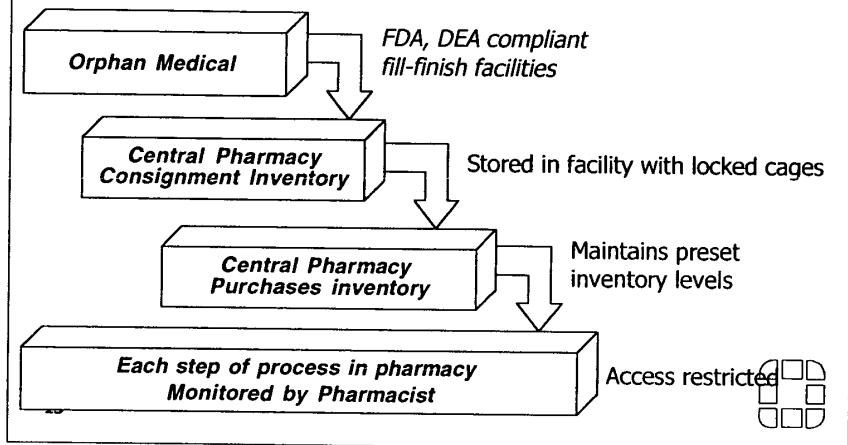 Orphan Medical
FDA, DEA compliant
fill-finish facilities
Central Pharmacy
Consignment Inventory
Stored in facility with locked cages
Central Pharmacy
Purchases inventory
Maintains preset
inventory levels
Each step of process in pharmacy
Monitored by Pharmacist
Access restricted